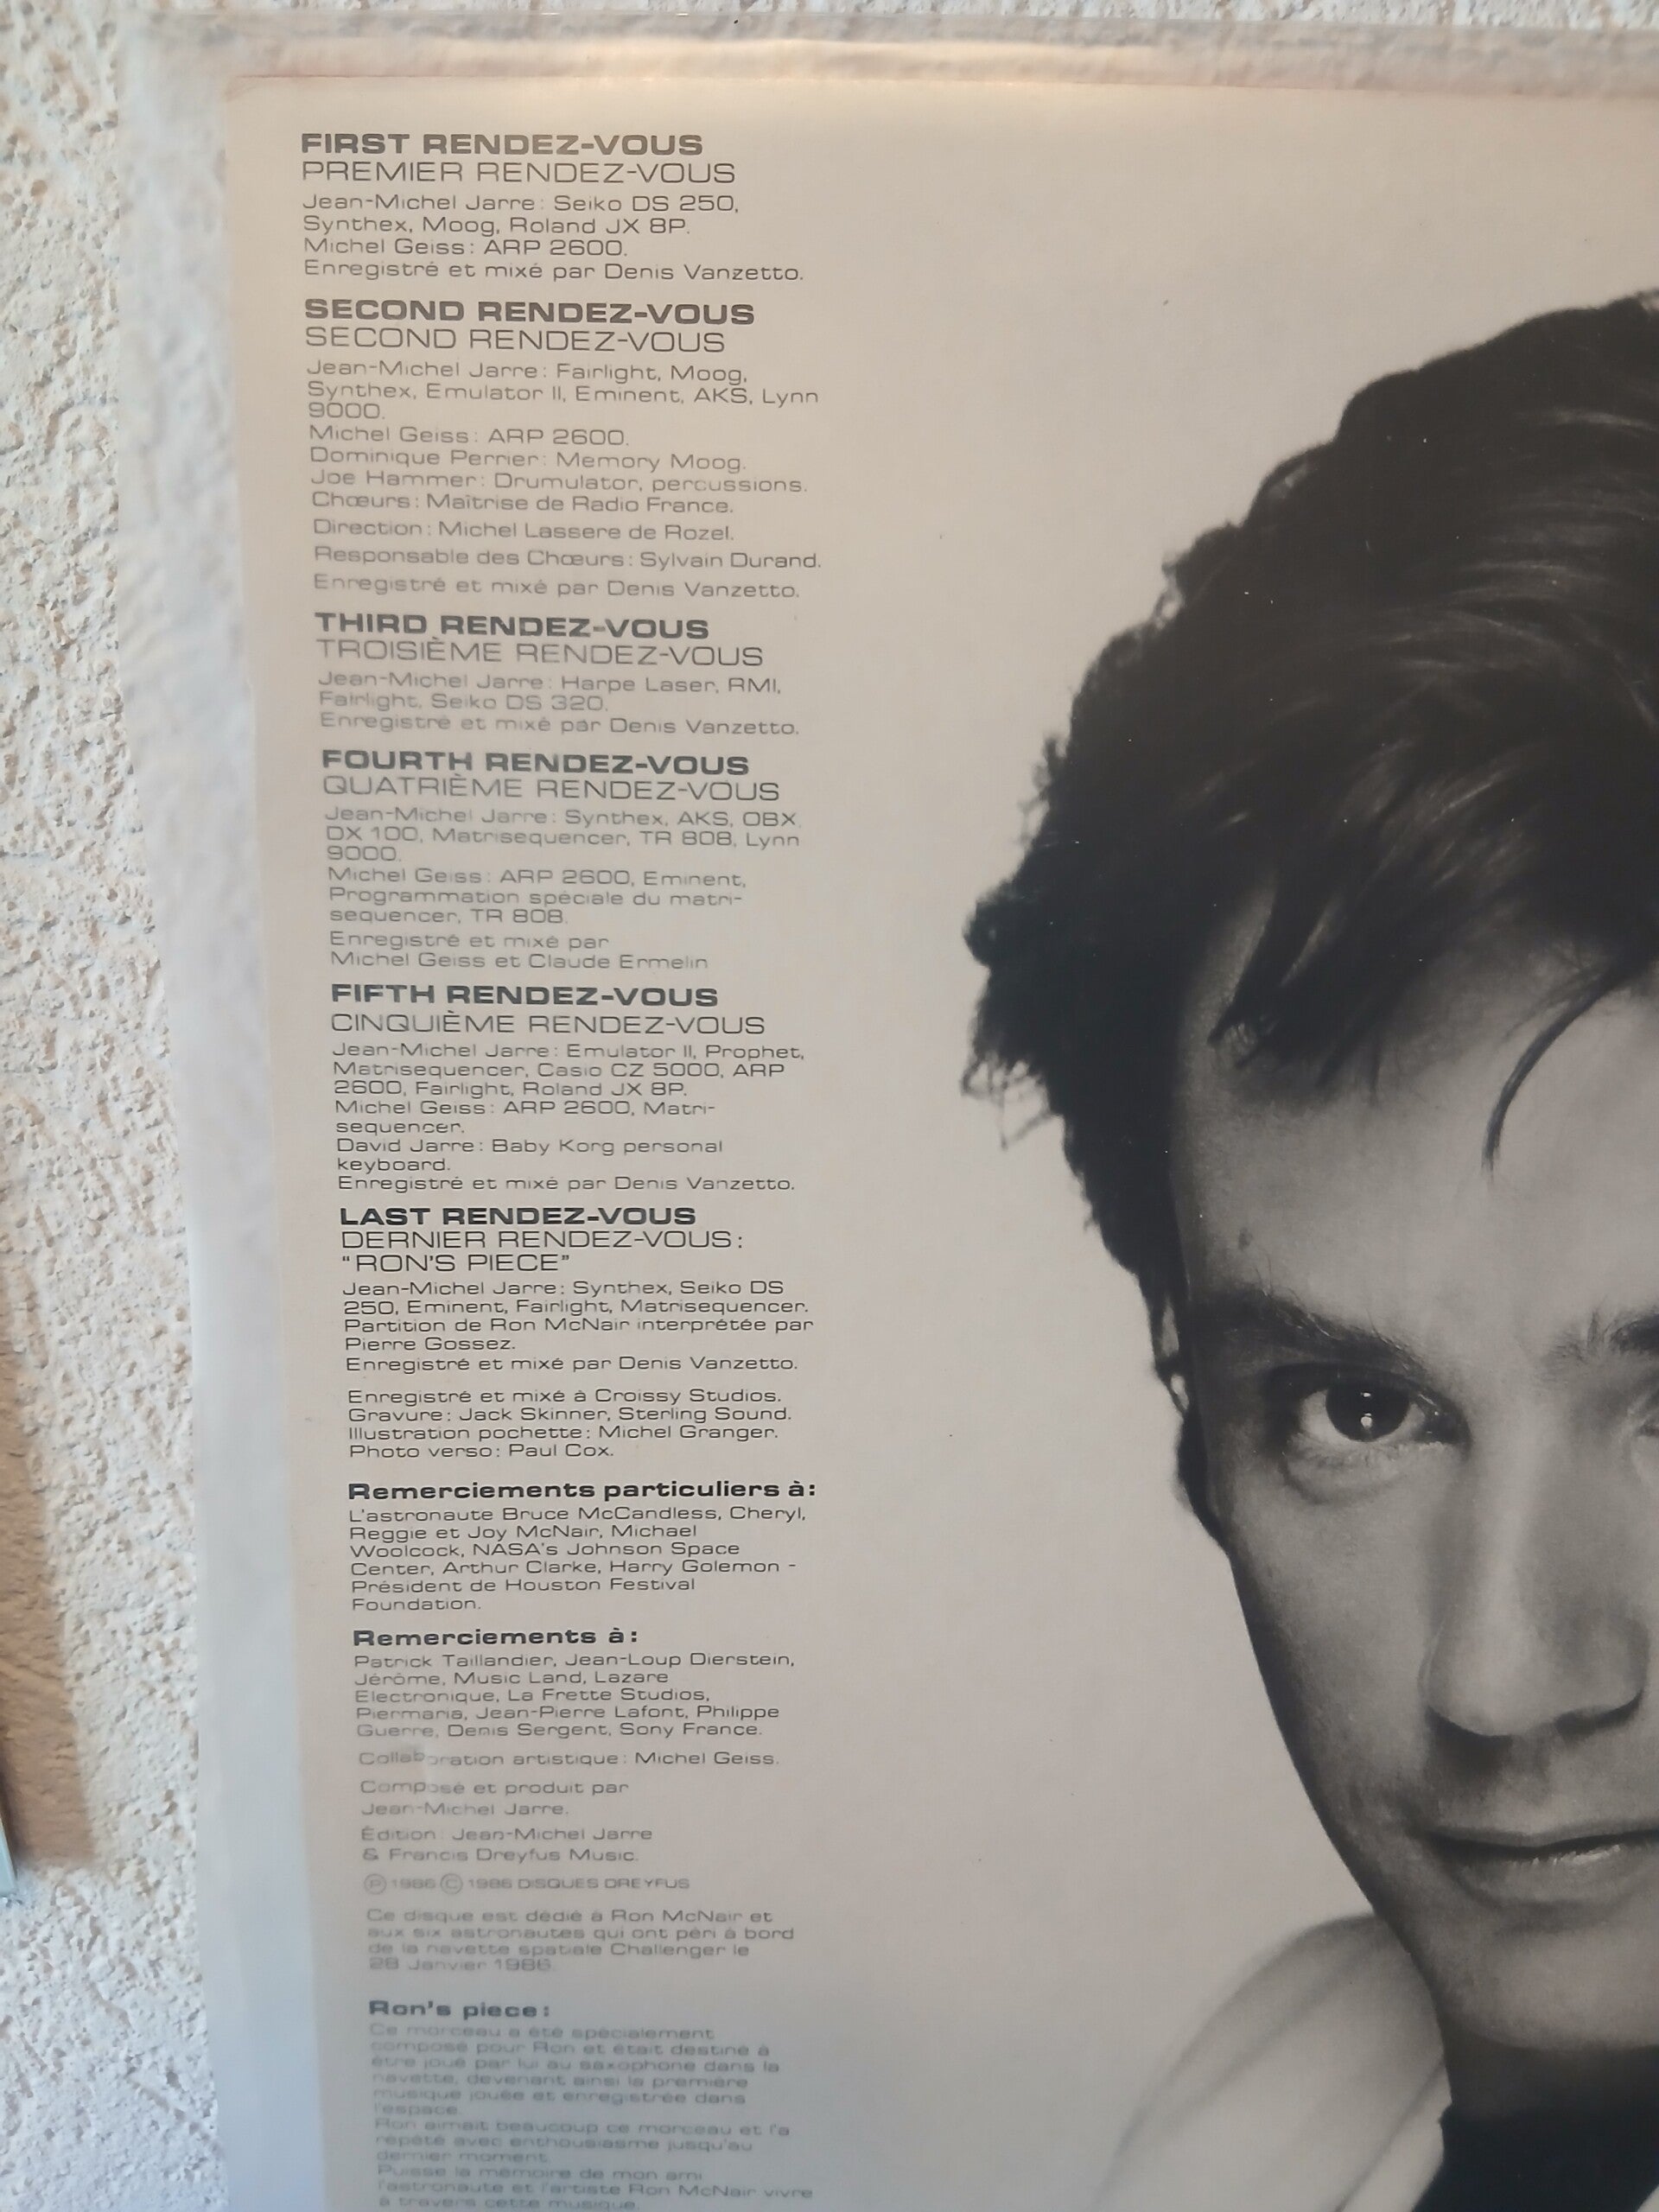 FIRST RENDEZ-VOUS
PREMIER RENDEZ-VOUS
Jean-Michel Jarre: Seiko DS 250,
Synthex, Moog, Roland JX 8P.
Michel Geiss: ARP 2600.
Enregistré et mixé par Denis Vanzetto.
SECOND RENDEZ-VOUS
SECOND RENDEZ-VOUS
Jean-Michel Jarre: Fairlight, Moog,
Synthex, Emulator II, Eminent, AKS, Lynn
9000.
Michel Geiss: ARP 2600.
Dominique Perrier: Memory Moog.
Joe Hammer: Drumulator, percussions.
Chœurs: Maîtrise de Radio France.
Direction: Michel Lassere de Rozel.
Responsable des Chœurs: Sylvain Durand.
Enregistré et mixé par Denis Vanzetto.
THIRD RENDEZ-VOUS
TROISIÈME RENDEZ-VOUS
Jean-Michel Jarre: Harpe Laser, RMI,
Fairlight, Seiko DS 320.
Enregistré et mixé par Denis Vanzetto.
FOURTH RENDEZ-VOUS
QUATRIÈME RENDEZ-VOUS
Jean-Michel Jarre: Synthex, AKS, OBX,
DX 100, Matrisequencer, TR 808, Lynn
9000.
Michel Geiss: ARP 2600, Eminent,
Programmation spéciale du matri-
sequencer, TR 808.
Enregistré et mixé par
Michel Geiss et Claude Ermelin
FIFTH RENDEZ-VOUS
CINQUIÈME RENDEZ-VOUS
Jean-Michel Jarre: Emulator II, Prophet,
Matrisequencer, Casio CZ 5000, ARP
2600, Fairlight, Roland JX 8P.
Michel Geiss: ARP 2600, Matri-
sequencer.
David Jarre: Baby Korg personal
keyboard.
Enregistré et mixé par Denis Vanzetto.
LAST RENDEZ-VOUS
DERNIER RENDEZ-VOUS:
"RON'S PIECE"
Jean-Michel Jarre: Synthex, Seiko DS
250, Eminent, Fairlight, Matrisequencer.
Partition de Ron McNair interprétée par
Pierre Gossez.
Enregistré et mixé par Denis Vanzetto.
Enregistré et mixé à Croissy Studios.
Gravure: Jack Skinner, Sterling Sound.
Illustration pochette: Michel Granger.
Photo verso: Paul Cox.
Remerciements particuliers à:
L'astronaute Bruce McCandless, Cheryl,
Reggie et Joy McNair, Michael
Woolcock, NASA's Johnson Space
Center, Arthur Clarke, Harry Golemon -
Président de Houston Festival
Foundation.
Remerciements à:
Patrick Taillandier, Jean-Loup Dierstein,
Jérôme, Music Land, Lazare
Electronique, La Frette Studios,
Piermaria, Jean-Pierre Lafont, Philippe
Guerre, Denis Sergent, Sony France.
Collaboration artistique: Michel Geiss.
Composé et produit par
Jean-Michel Jarre.
Édition: Jean-Michel Jarre
& Francis Dreyfus Music.
Ⓟ 1986 © 1986 DISQUES DREYFUS
Ce disque est dédié à Ron McNair et
aux six astronautes qui ont péri à bord
de la navette spatiale Challenger le
28 Janvier 1986.
Ron's piece:
Ce morceau a été spécialement
composé pour Ron et était destiné à
être joué par lui au saxophone dans la
navette, devenant ainsi la première
musique jouée et enregistrée dans
l'espace.
Ron aimait beaucoup ce morceau et l'a
répété avec enthousiasme jusqu'au
dernier moment.
Puisse la mémoire de mon ami
l'astronaute et l'artiste Ron McNair vivre
à travers cette musique.